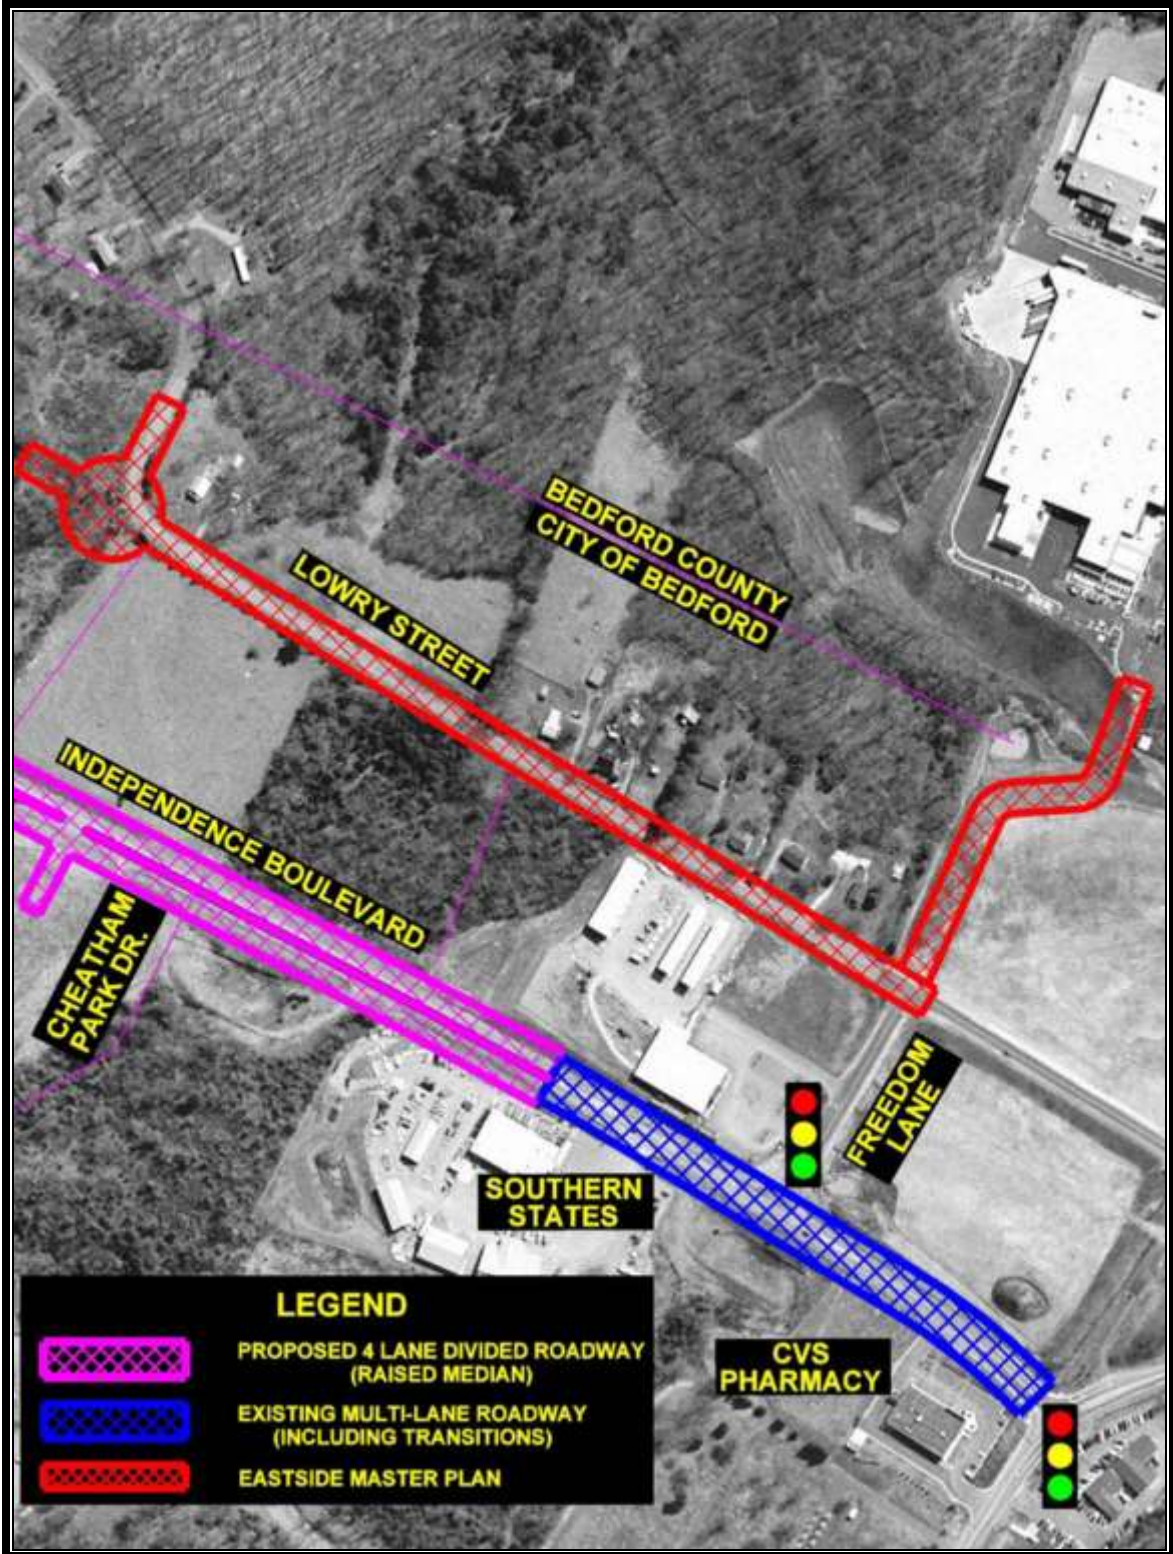 BEDFORD COUNTY
CITY OF BEDFORD
LOWRY STREET
INDEPENDENCE BOULEVARD
CHEATHAM
PARK DR.
FREEDOM
LANE
SOUTHERN
STATES
CVS
PHARMACY
LEGEND
PROPOSED 4 LANE DIVIDED ROADWAY
(RAISED MEDIAN)
EXISTING MULTI-LANE ROADWAY
(INCLUDING TRANSITIONS)
EASTSIDE MASTER PLAN